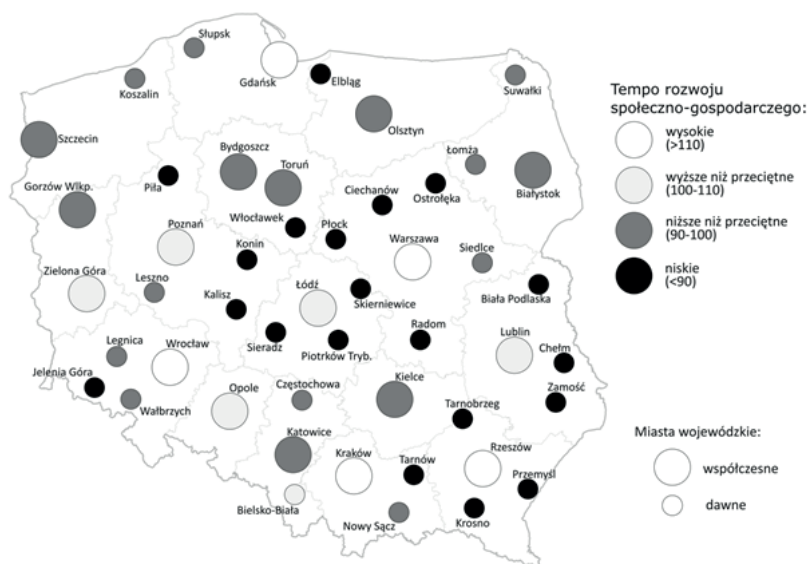 Słupsk
Koszalin
Gdańsk
Elbląg
Suwałki
Szczecin
Olsztyn
Bydgoszcz
Toruń
Łomża
Białystok
Gorzów Wlkp.
Piła
Ciechanów
Ostrołęka
Włocławek
Płock
Poznań
Konin
Warszawa
Siedlce
Zielona Góra
Leszno
Łódź
Skierniewice
Biała Podlaska
Kalisz
Sieradz
Piotrków Tryb.
Radom
Lublin
Chełm
Legnica
Wrocław
Jelenia Góra
Wałbrzych
Opole
Częstochowa
Kielce
Zamość
Tarnobrzeg
Katowice
Kraków
Tarnów
Rzeszów
Przemyśl
Bielsko-Biała
Nowy Sącz
Krosno
Tempo rozwoju
społeczno-gospodarczego:
wysokie
(>110)
wyższe niż przeciętne
(100-110)
niższe niż przeciętne
(90-100)
niskie
(<90)
Miasta wojewódzkie:
współczesne
dawne